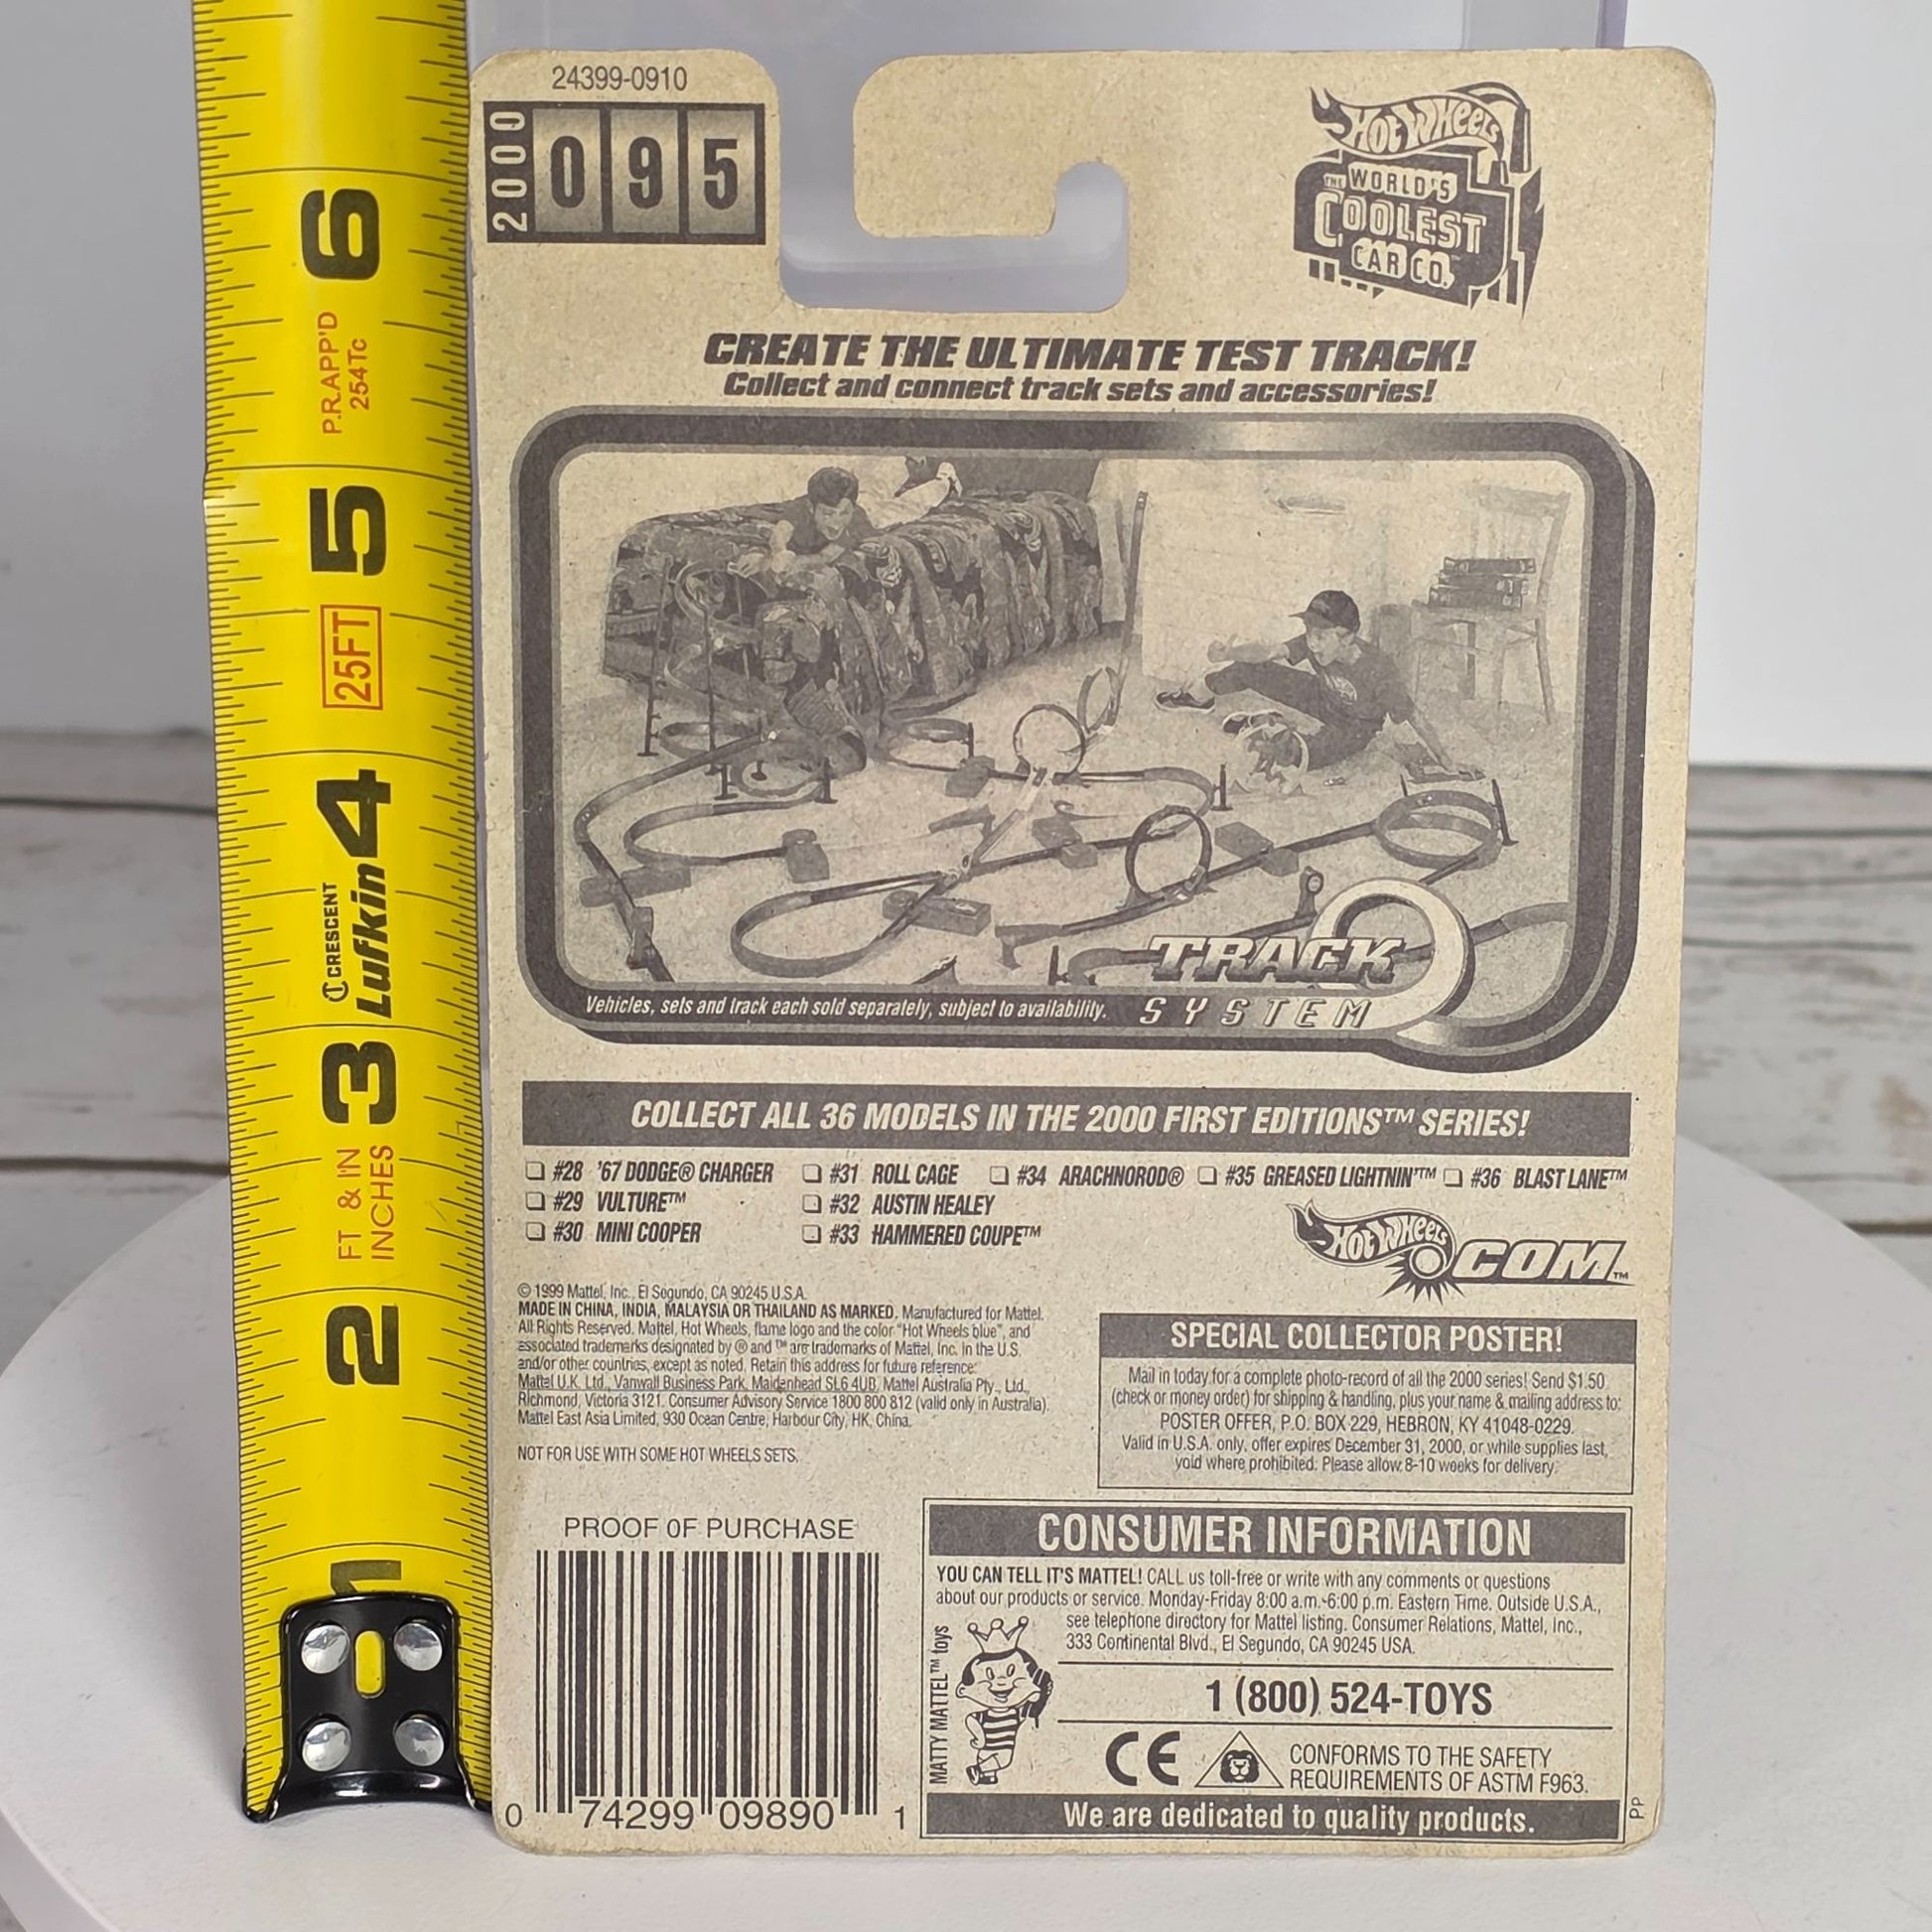 24399-0910
2000
095
Hot Wheels
THE WORLD'S
COOLEST
CAR CO.
CREATE THE ULTIMATE TEST TRACK!
Collect and connect track sets and accessories!
TRACK
SYSTEM
Vehicles, sets and track each sold separately, subject to availability.
COLLECT ALL 36 MODELS IN THE 2000 FIRST EDITIONS™ SERIES!
#28 '67 DODGE® CHARGER
#29 VULTURE™
#30 MINI COOPER
#31 ROLL CAGE
#32 AUSTIN HEALEY
#33 HAMMERED COUPE™
#34 ARACHNOROD®
#35 GREASED LIGHTNIN'™
#36 BLAST LANE™
Hot Wheels.COM™
© 1999 Mattel, Inc., El Segundo, CA 90245 U.S.A.
MADE IN CHINA, INDIA, MALAYSIA OR THAILAND AS MARKED. Manufactured for Mattel.
All Rights Reserved. Mattel, Hot Wheels, flame logo and the color "Hot Wheels blue", and
associated trademarks designated by ® and ™ are trademarks of Mattel, Inc. in the U.S.
and/or other countries, except as noted. Retain this address for future reference:
Mattel U.K. Ltd., Vanwall Business Park, Maidenhead SL6 4UB. Mattel Australia Pty., Ltd.,
Richmond, Victoria 3121. Consumer Advisory Service 1800 800 812 (valid only in Australia).
Mattel East Asia Limited, 930 Ocean Centre, Harbour City, HK, China.
NOT FOR USE WITH SOME HOT WHEELS SETS.
SPECIAL COLLECTOR POSTER!
Mail in today for a complete photo-record of all the 2000 series! Send $1.50
(check or money order) for shipping & handling, plus your name & mailing address to:
POSTER OFFER, P.O. BOX 229, HEBRON, KY 41048-0229.
Valid in U.S.A. only, offer expires December 31, 2000, or while supplies last,
void where prohibited. Please allow 8-10 weeks for delivery.
PROOF OF PURCHASE
0 74299 09890 1
CONSUMER INFORMATION
YOU CAN TELL IT'S MATTEL! CALL us toll-free or write with any comments or questions
about our products or service. Monday-Friday 8:00 a.m.-6:00 p.m. Eastern Time. Outside U.S.A.,
see telephone directory for Mattel listing. Consumer Relations, Mattel, Inc.,
333 Continental Blvd., El Segundo, CA 90245 USA.
MATTY MATTEL™ toys
1 (800) 524-TOYS
CE
CONFORMS TO THE SAFETY
REQUIREMENTS OF ASTM F963.
We are dedicated to quality products.
PP
1
2
FT & IN
INCHES
3
CRESCENT
Lufkin
4
25FT
5
P.R.APP'D
254Tc
6